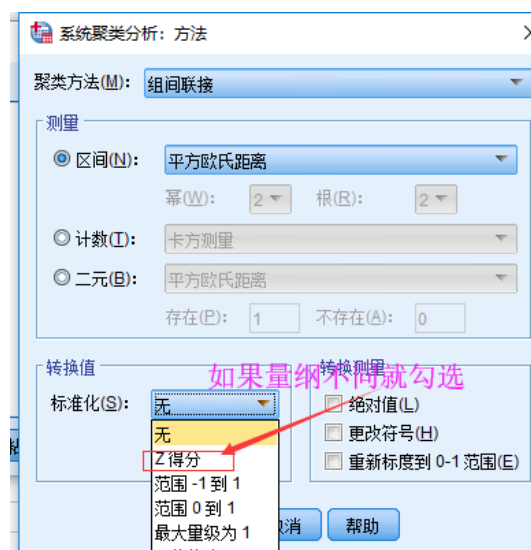 系统聚类分析：方法
聚类方法(M)：组间联接
测量
区间(N)：平方欧氏距离
幂(W)：2 根(R)：2
计数(T)：卡方测量
二元(B)：平方欧氏距离
存在(P)：1 不存在(A)：0
转换值
转换测量
如果量纲不同就勾选
标准化(S)：无
无
Z 得分
范围 -1 到 1
范围 0 到 1
最大量级为 1
绝对值(L)
更改符号(H)
重新标度到 0-1 范围(E)
消
帮助